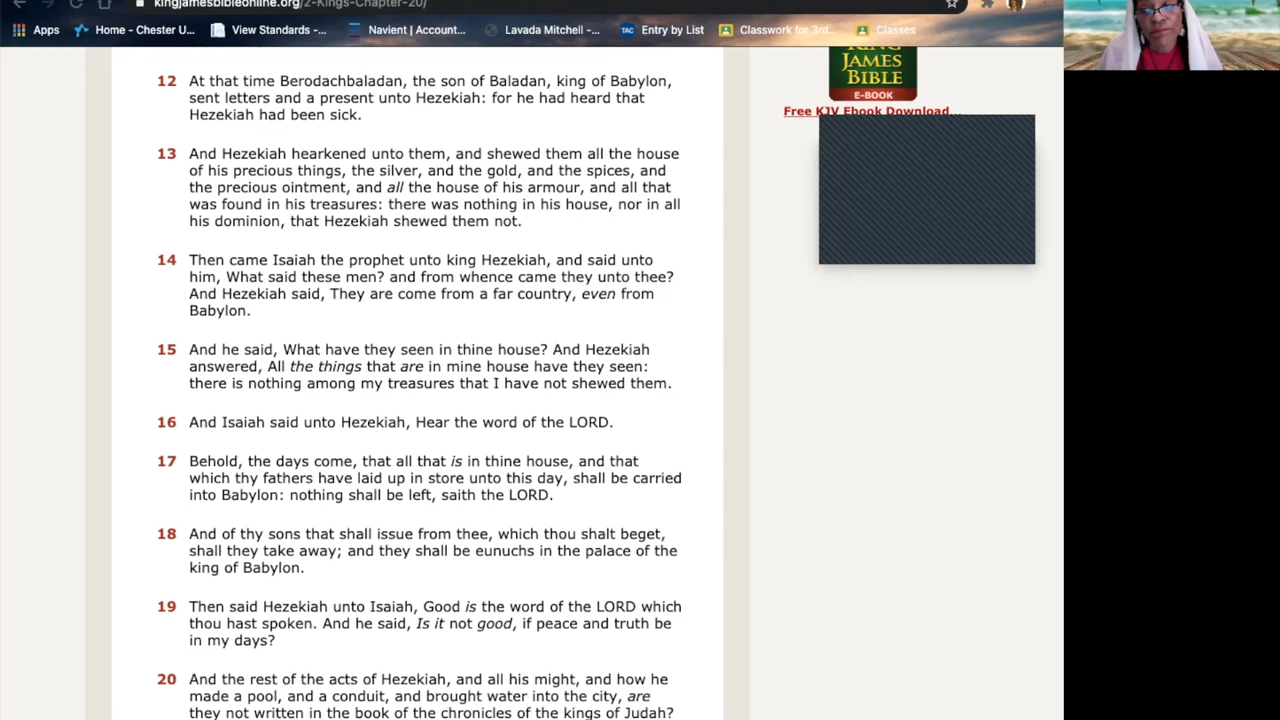 kingjamesbibleonline.org/2-Kings-Chapter-20/
Apps Home - Chester U... View Standards -... Navient | Account... Lavada Mitchell -... TAC Entry by List Classwork for 3rd... Classes
12 At that time Berodachbaladan, the son of Baladan, king of Babylon,
sent letters and a present unto Hezekiah: for he had heard that
Hezekiah had been sick.
13 And Hezekiah hearkened unto them, and shewed them all the house
of his precious things, the silver, and the gold, and the spices, and
the precious ointment, and all the house of his armour, and all that
was found in his treasures: there was nothing in his house, nor in all
his dominion, that Hezekiah shewed them not.
14 Then came Isaiah the prophet unto king Hezekiah, and said unto
him, What said these men? and from whence came they unto thee?
And Hezekiah said, They are come from a far country, even from
Babylon.
15 And he said, What have they seen in thine house? And Hezekiah
answered, All the things that are in mine house have they seen:
there is nothing among my treasures that I have not shewed them.
16 And Isaiah said unto Hezekiah, Hear the word of the LORD.
17 Behold, the days come, that all that is in thine house, and that
which thy fathers have laid up in store unto this day, shall be carried
into Babylon: nothing shall be left, saith the LORD.
18 And of thy sons that shall issue from thee, which thou shalt beget,
shall they take away; and they shall be eunuchs in the palace of the
king of Babylon.
19 Then said Hezekiah unto Isaiah, Good is the word of the LORD which
thou hast spoken. And he said, Is it not good, if peace and truth be
in my days?
20 And the rest of the acts of Hezekiah, and all his might, and how he
made a pool, and a conduit, and brought water into the city, are
they not written in the book of the chronicles of the kings of Judah?
KING
JAMES
BIBLE
E-BOOK
Free KJV Ebook Download...